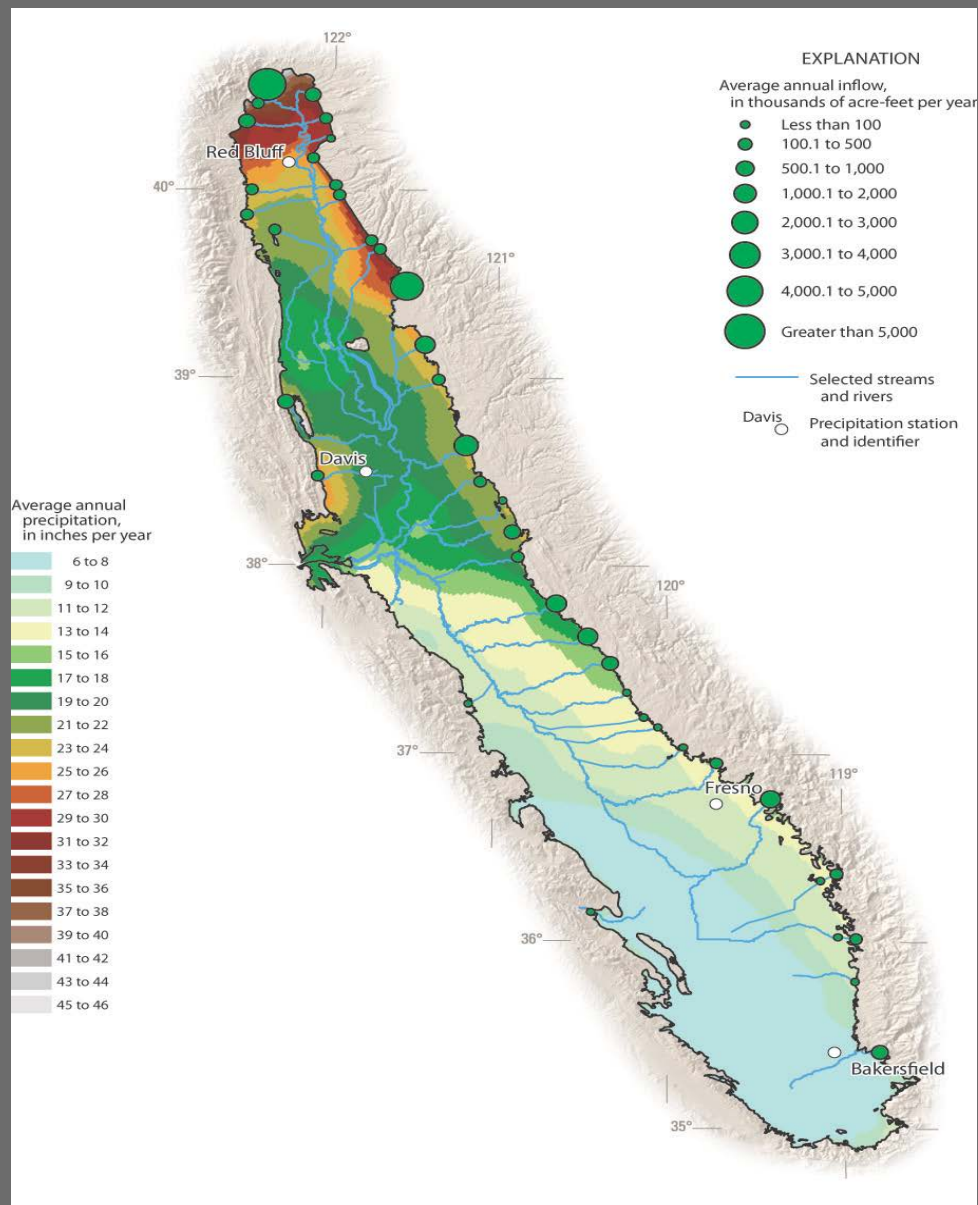 122°
EXPLANATION
Average annual inflow,
in thousands of acre-feet per year
Less than 100
100.1 to 500
500.1 to 1,000
1,000.1 to 2,000
2,000.1 to 3,000
3,000.1 to 4,000
4,000.1 to 5,000
Greater than 5,000
Selected streams
and rivers
Davis
Precipitation station
and identifier
Red Bluff
40°
121°
39°
Davis
38°
120°
37°
119°
Fresno
36°
Bakersfield
35°
Average annual
precipitation,
in inches per year
6 to 8
9 to 10
11 to 12
13 to 14
15 to 16
17 to 18
19 to 20
21 to 22
23 to 24
25 to 26
27 to 28
29 to 30
31 to 32
33 to 34
35 to 36
37 to 38
39 to 40
41 to 42
43 to 44
45 to 46